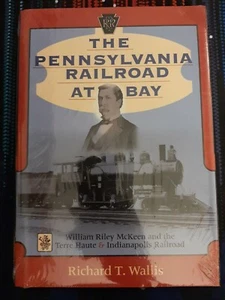 THE
PENNSYLVANIA
RAILROAD
AT BAY
William Riley McKeen and the
Terre Haute & Indianapolis Railroad
Richard T. Wallis